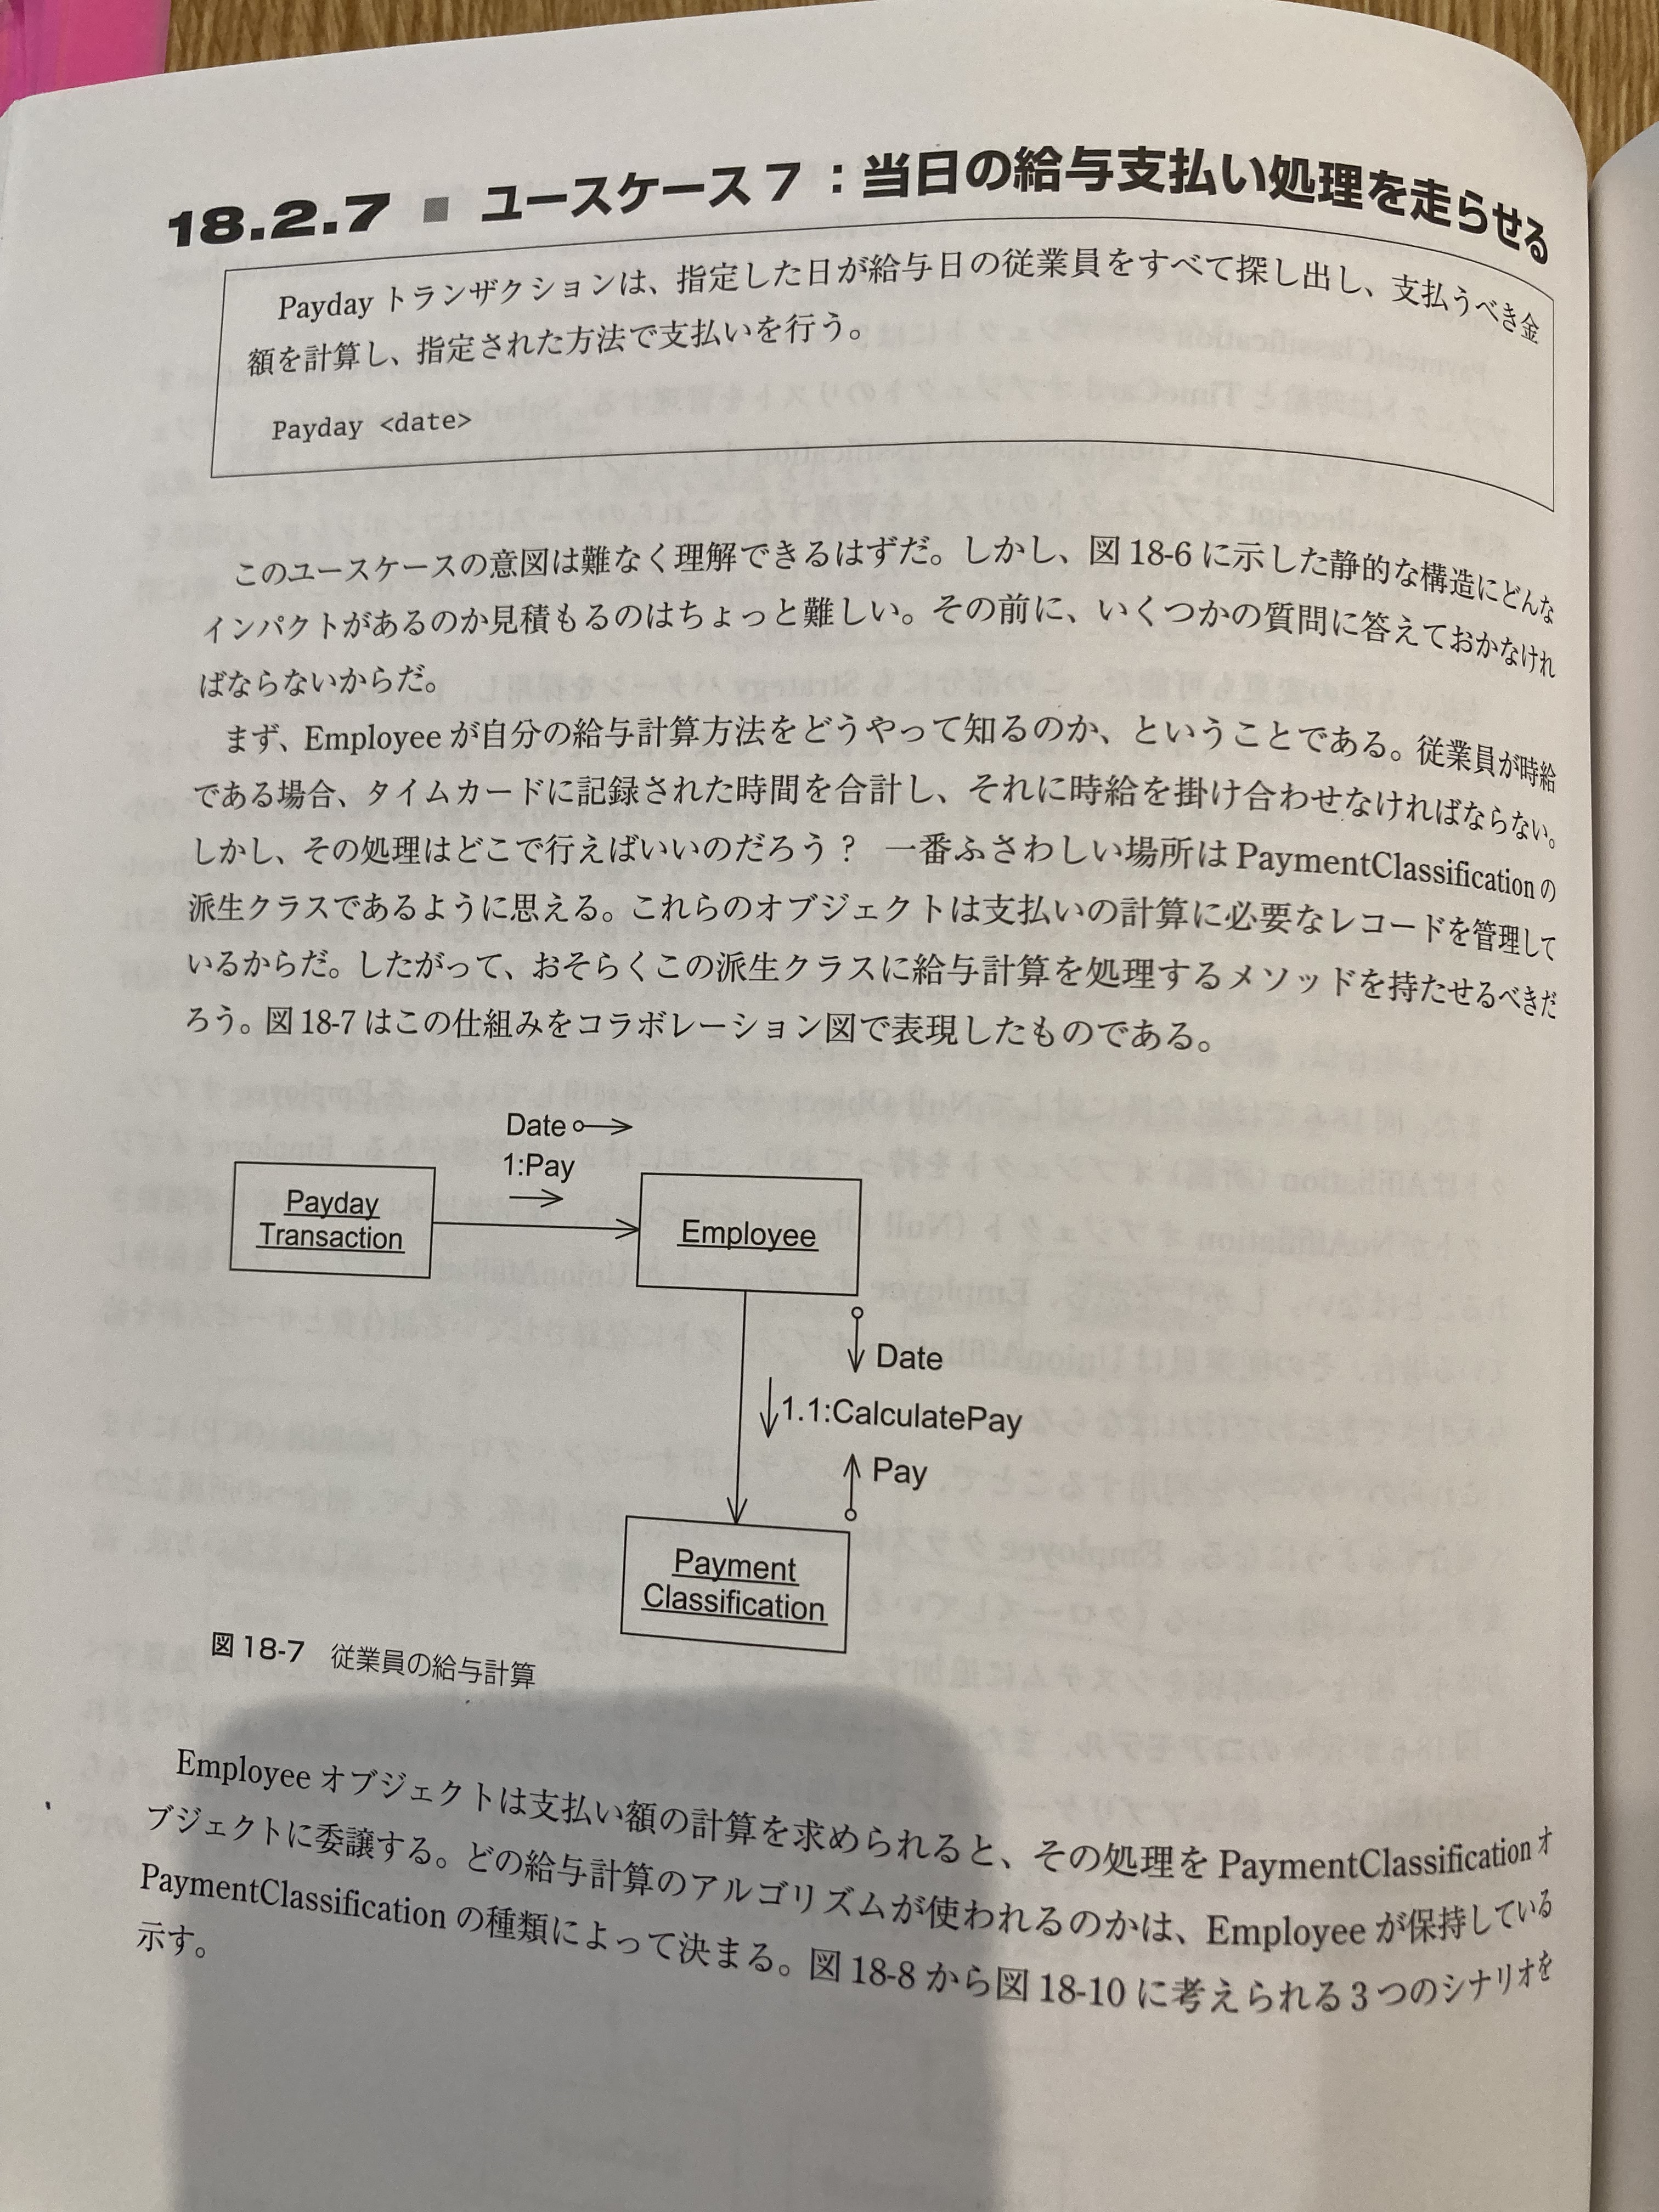 18.2.7 ■ ユースケース 7：当日の給与支払い処理を走らせる
Payday トランザクションは、指定した日が給与日の従業員をすべて探し出し、支払うべき金
額を計算し、指定された方法で支払いを行う。
Payday <date>
このユースケースの意図は難なく理解できるはずだ。しかし、図 18-6 に示した静的な構造にどんな
インパクトがあるのか見積もるのはちょっと難しい。その前に、いくつかの質問に答えておかなけれ
ばならないからだ。
まず、Employee が自分の給与計算方法をどうやって知るのか、ということである。従業員が時給
である場合、タイムカードに記録された時間を合計し、それに時給を掛け合わせなければならない。
しかし、その処理はどこで行えばいいのだろう？ 一番ふさわしい場所は PaymentClassification の
派生クラスであるように思える。これらのオブジェクトは支払いの計算に必要なレコードを管理して
いるからだ。したがって、おそらくこの派生クラスに給与計算を処理するメソッドを持たせるべきだ
ろう。図 18-7 はこの仕組みをコラボレーション図で表現したものである。
Date
1:Pay
Payday
Transaction
Employee
Date
1.1:CalculatePay
Pay
Payment
Classification
図 18-7 従業員の給与計算
Employee オブジェクトは支払い額の計算を求められると、その処理を PaymentClassification オ
ブジェクトに委譲する。どの給与計算のアルゴリズムが使われるのかは、Employee が保持している
PaymentClassification の種類によって決まる。図 18-8 から図 18-10 に考えられる 3 つのシナリオを
示す。